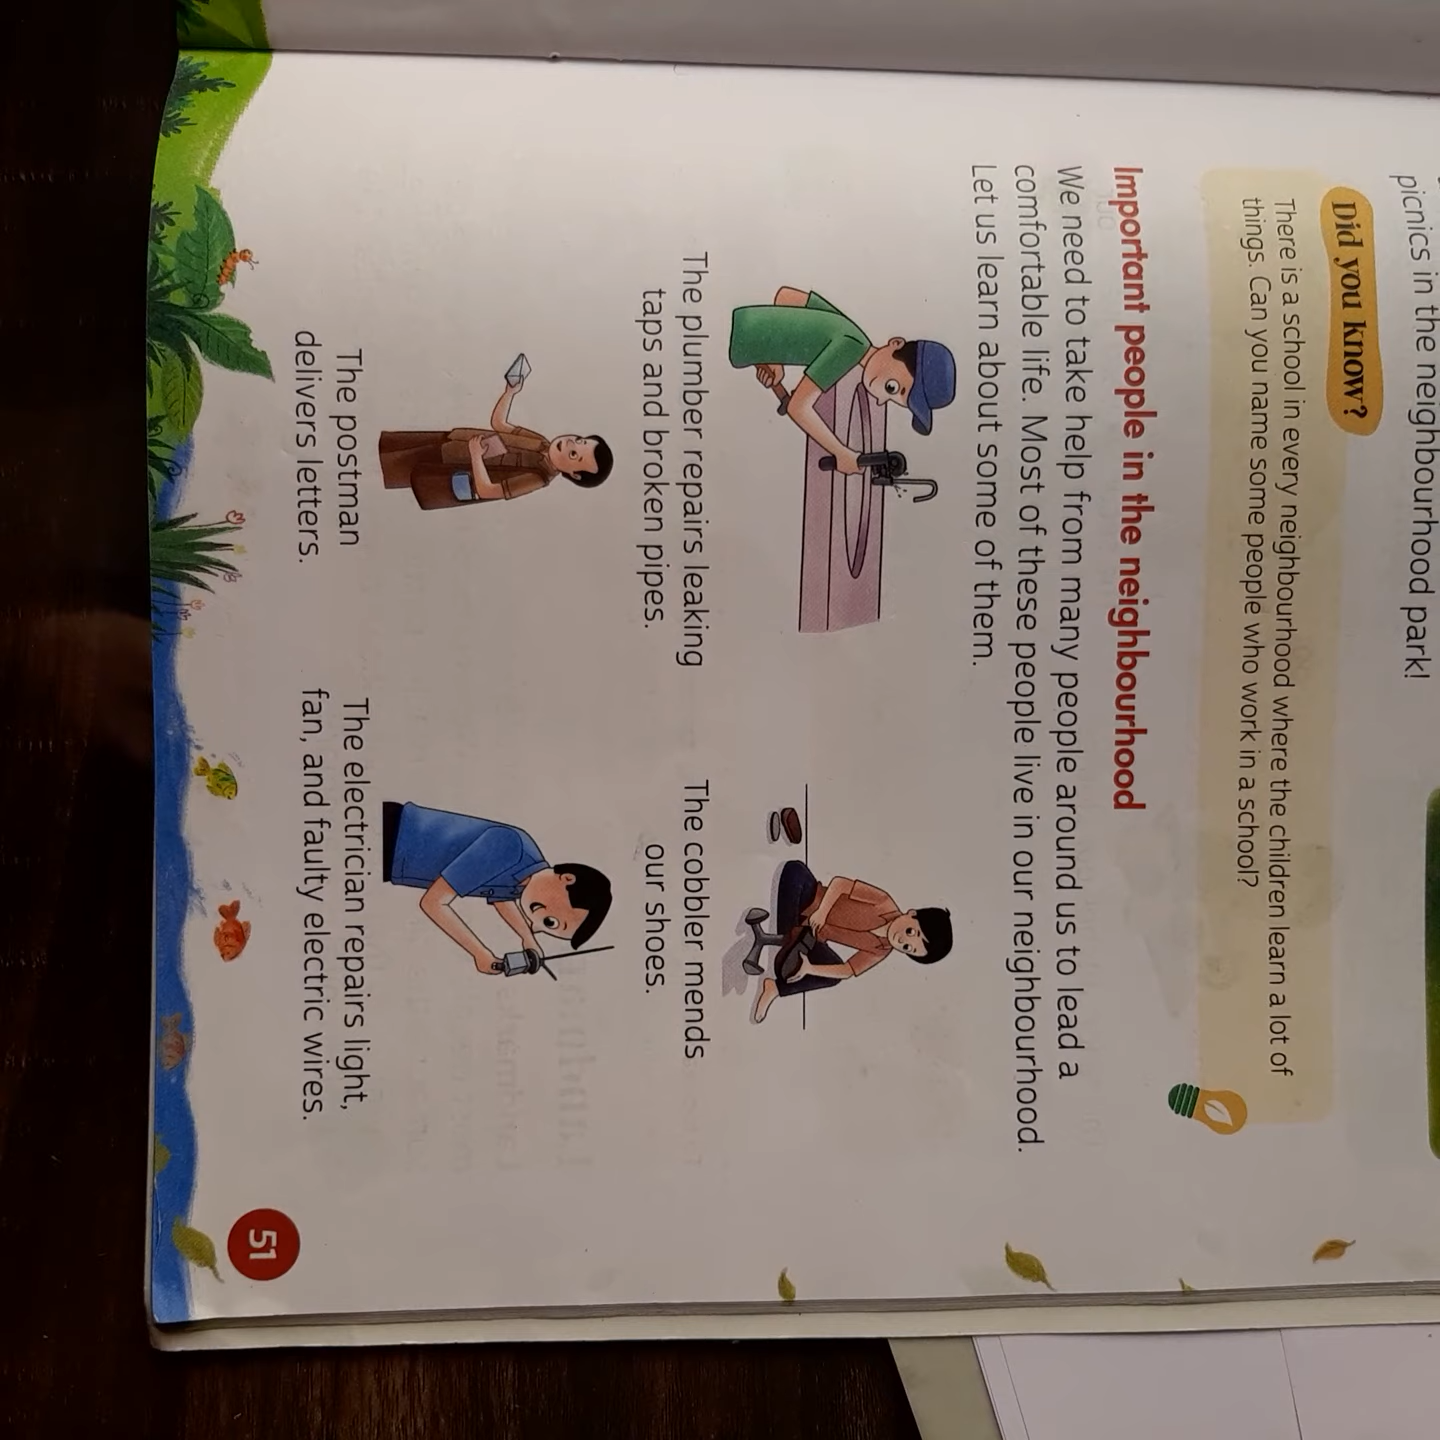 picnics in the neighbourhood park!
Did you know?
There is a school in every neighbourhood where the children learn a lot of
things. Can you name some people who work in a school?
Important people in the neighbourhood
We need to take help from many people around us to lead a
comfortable life. Most of these people live in our neighbourhood.
Let us learn about some of them.
The plumber repairs leaking
taps and broken pipes.
The cobbler mends
our shoes.
The postman
delivers letters.
The electrician repairs light,
fan, and faulty electric wires.
51